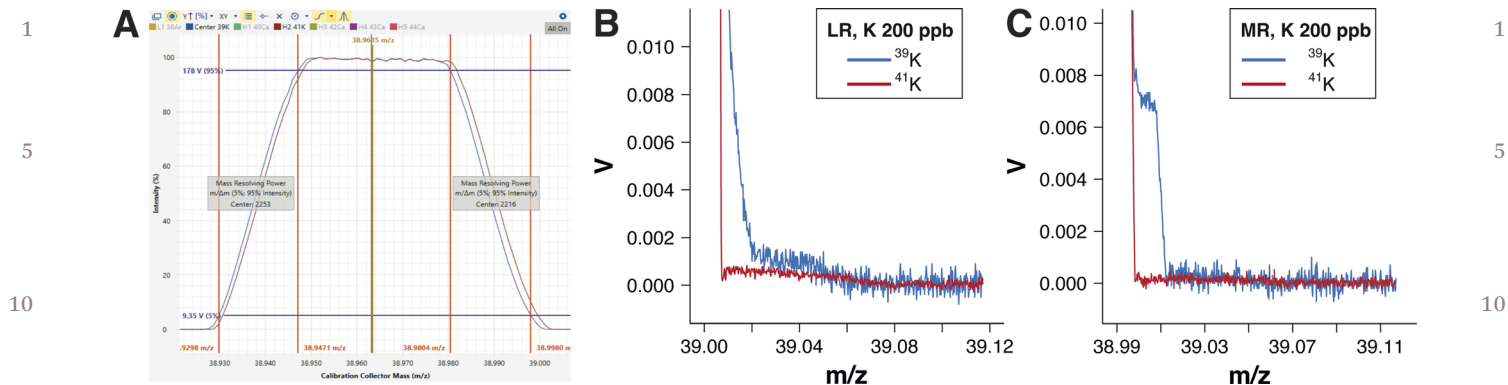 1
5
10
A
Y↑ [%] XY
L1 38Ar Center 39K H1 40Ca H2 41K H3 42Ca H4 43Ca H5 44Ca
All On
38.9635 m/z
100
80
60
40
20
0
Intensity (%)
178 V (95%)
9.35 V (5%)
Mass Resolving Power
m/Δm (5%; 95% Intensity)
Center: 2253
Mass Resolving Power
m/Δm (5%; 95% Intensity)
Center: 2216
.9298 m/z 38.9471 m/z 38.9804 m/z 38.9980 m
38.930 38.940 38.950 38.960 38.970 38.980 38.990 39.000
Calibration Collector Mass (m/z)
B
LR, K 200 ppb
39K
41K
V
0.010
0.008
0.006
0.004
0.002
0.000
39.00 39.04 39.08 39.12
m/z
C
MR, K 200 ppb
39K
41K
V
0.010
0.008
0.006
0.004
0.002
0.000
38.99 39.03 39.07 39.11
m/z
1
5
10